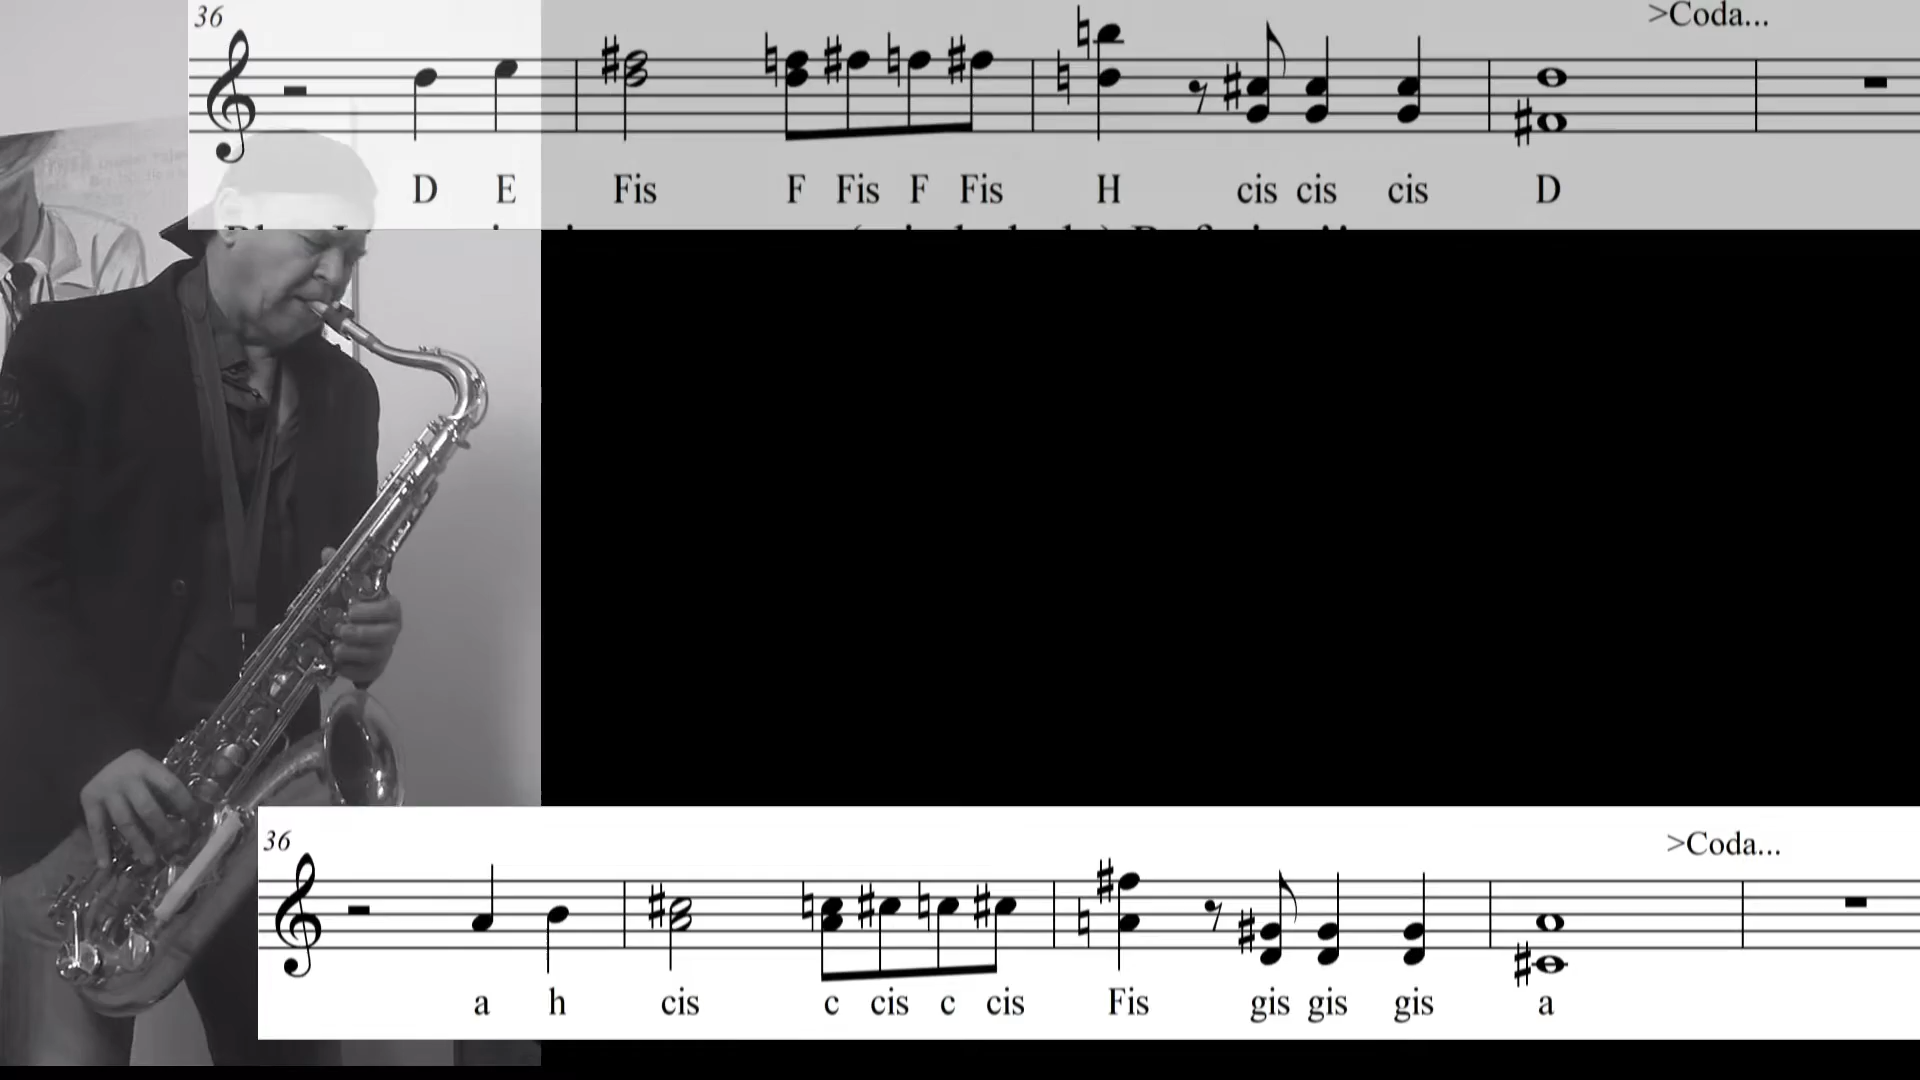 36
>Coda...
D E Fis F Fis F Fis H cis cis cis D
36
>Coda...
a h cis c cis c cis Fis gis gis gis a